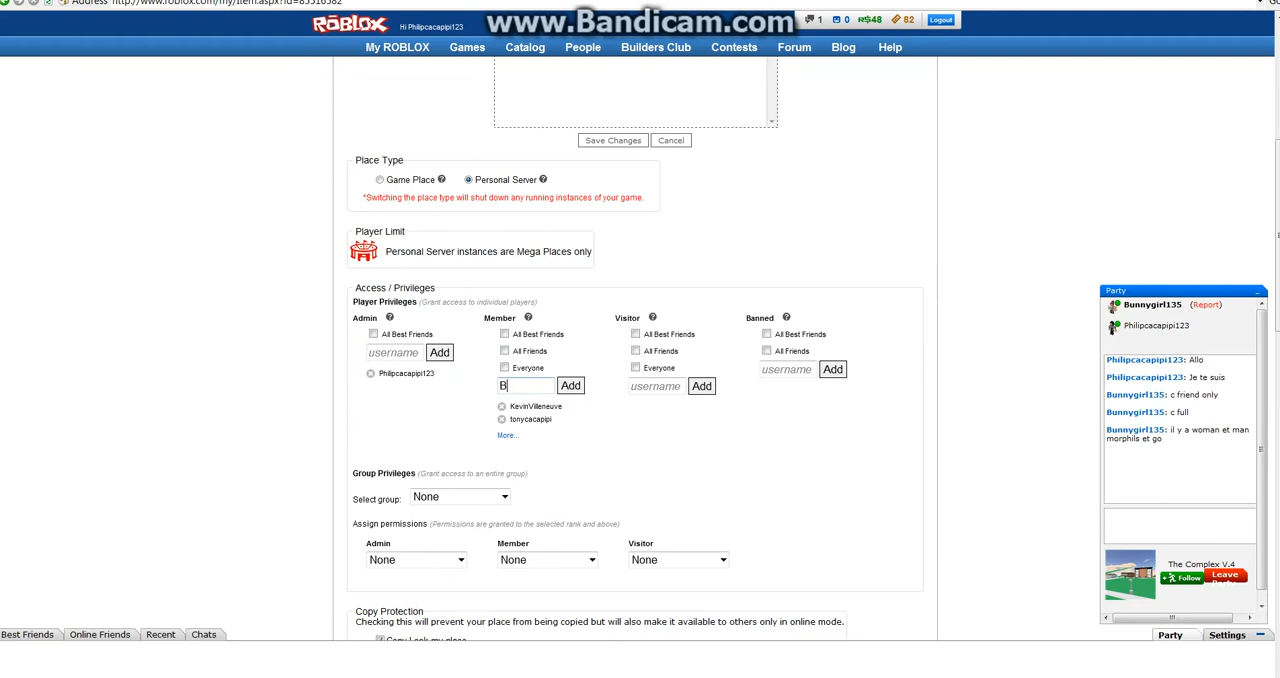 Address http://www.roblox.com/my/item.aspx?id=85516582
ROBLOX Hi Philipcacapipi123 www.Bandicam.com 1 0 R$48 82 Logout
My ROBLOX Games Catalog People Builders Club Contests Forum Blog Help
Save Changes Cancel
Place Type
Game Place ? Personal Server ?
*Switching the place type will shut down any running instances of your game.
Player Limit
Personal Server instances are Mega Places only
Access / Privileges
Player Privileges (Grant access to individual players)
Admin ? Member ? Visitor ? Banned ?
All Best Friends All Best Friends All Best Friends All Best Friends
username Add All Friends All Friends All Friends
Philipcacapipi123 Everyone Everyone username Add
B Add username Add
KevinVilleneuve
tonycacapipi
More...
Group Privileges (Grant access to an entire group)
Select group: None
Assign permissions (Permissions are granted to the selected rank and above)
Admin Member Visitor
None None None
Copy Protection
Checking this will prevent your place from being copied but will also make it available to others only in online mode.
Copy Lock my place
Party
Bunnygirl135 (Report)
Philipcacapipi123
Philipcacapipi123: Allo
Philipcacapipi123: Je te suis
Bunnygirl135: c friend only
Bunnygirl135: c full
Bunnygirl135: il y a woman et man
morphils et go
The Complex V.4
Follow Leave
Party
Best Friends Online Friends Recent Chats Party Settings